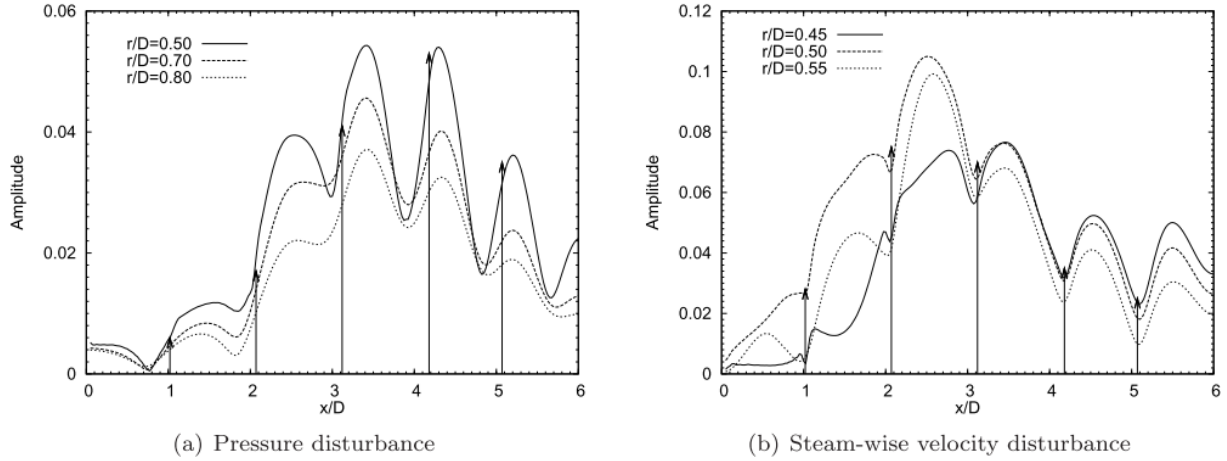 0.06
0.04
0.02
0
Amplitude
r/D=0.50
r/D=0.70
r/D=0.80
0 1 2 3 4 5 6
x/D
(a) Pressure disturbance
0.12
0.10
0.08
0.06
0.04
0.02
0.00
Amplitude
r/D=0.45
r/D=0.50
r/D=0.55
0 1 2 3 4 5 6
x/D
(b) Steam-wise velocity disturbance